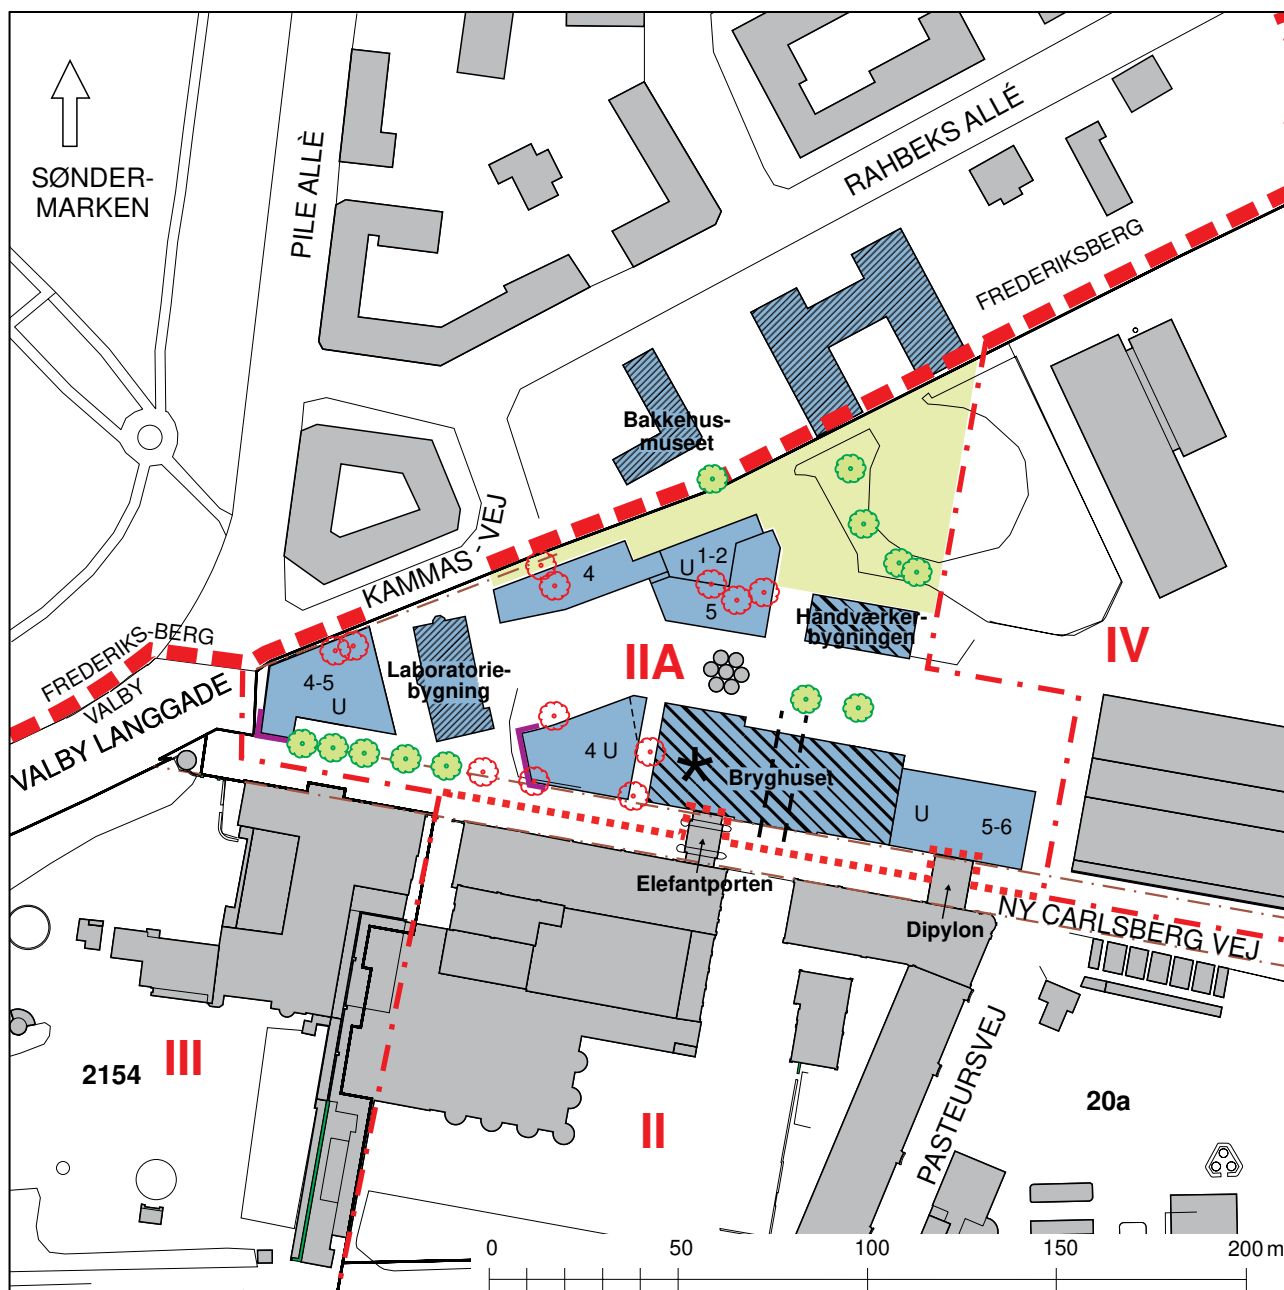 SØNDER-
MARKEN
PILE ALLÈ
RAHBEKS ALLÉ
FREDERIKSBERG
Bakkehus-
museet
KAMMAS-VEJ
FREDERIKS-BERG
VALBY
VALBY LANGGADE
4
U
1-2
5
Håndværker-
bygningen
IIA
IV
Laboratorie-
bygning
4-5
U
4 U
Bryghuset
U
5-6
Elefantporten
Dipylon
NY CARLSBERG VEJ
PASTEURSVEJ
III
2154
II
20a
0 50 100 150 200 m